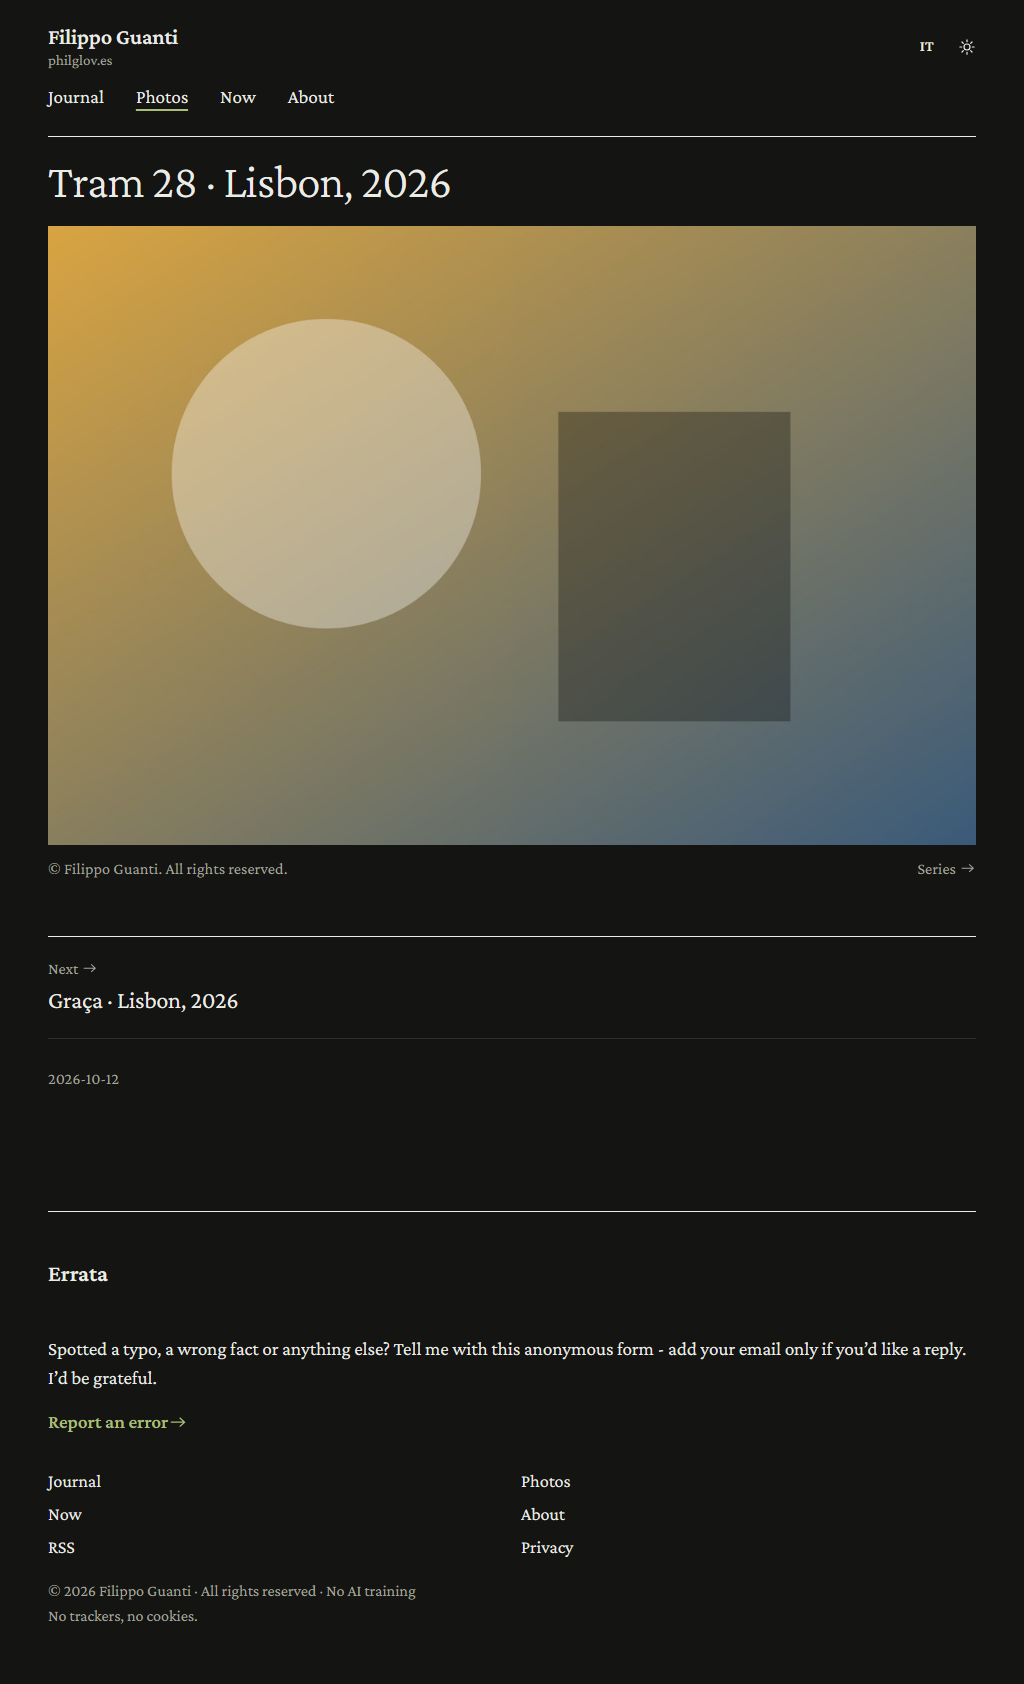 Filippo Guanti
philglov.es
IT
Journal Photos Now About
Tram 28 · Lisbon, 2026
© Filippo Guanti. All rights reserved.
Series →
Next →
Graça · Lisbon, 2026
2026-10-12
Errata
Spotted a typo, a wrong fact or anything else? Tell me with this anonymous form - add your email only if you’d like a reply.
I’d be grateful.
Report an error→
Journal
Photos
Now
About
RSS
Privacy
© 2026 Filippo Guanti · All rights reserved · No AI training
No trackers, no cookies.